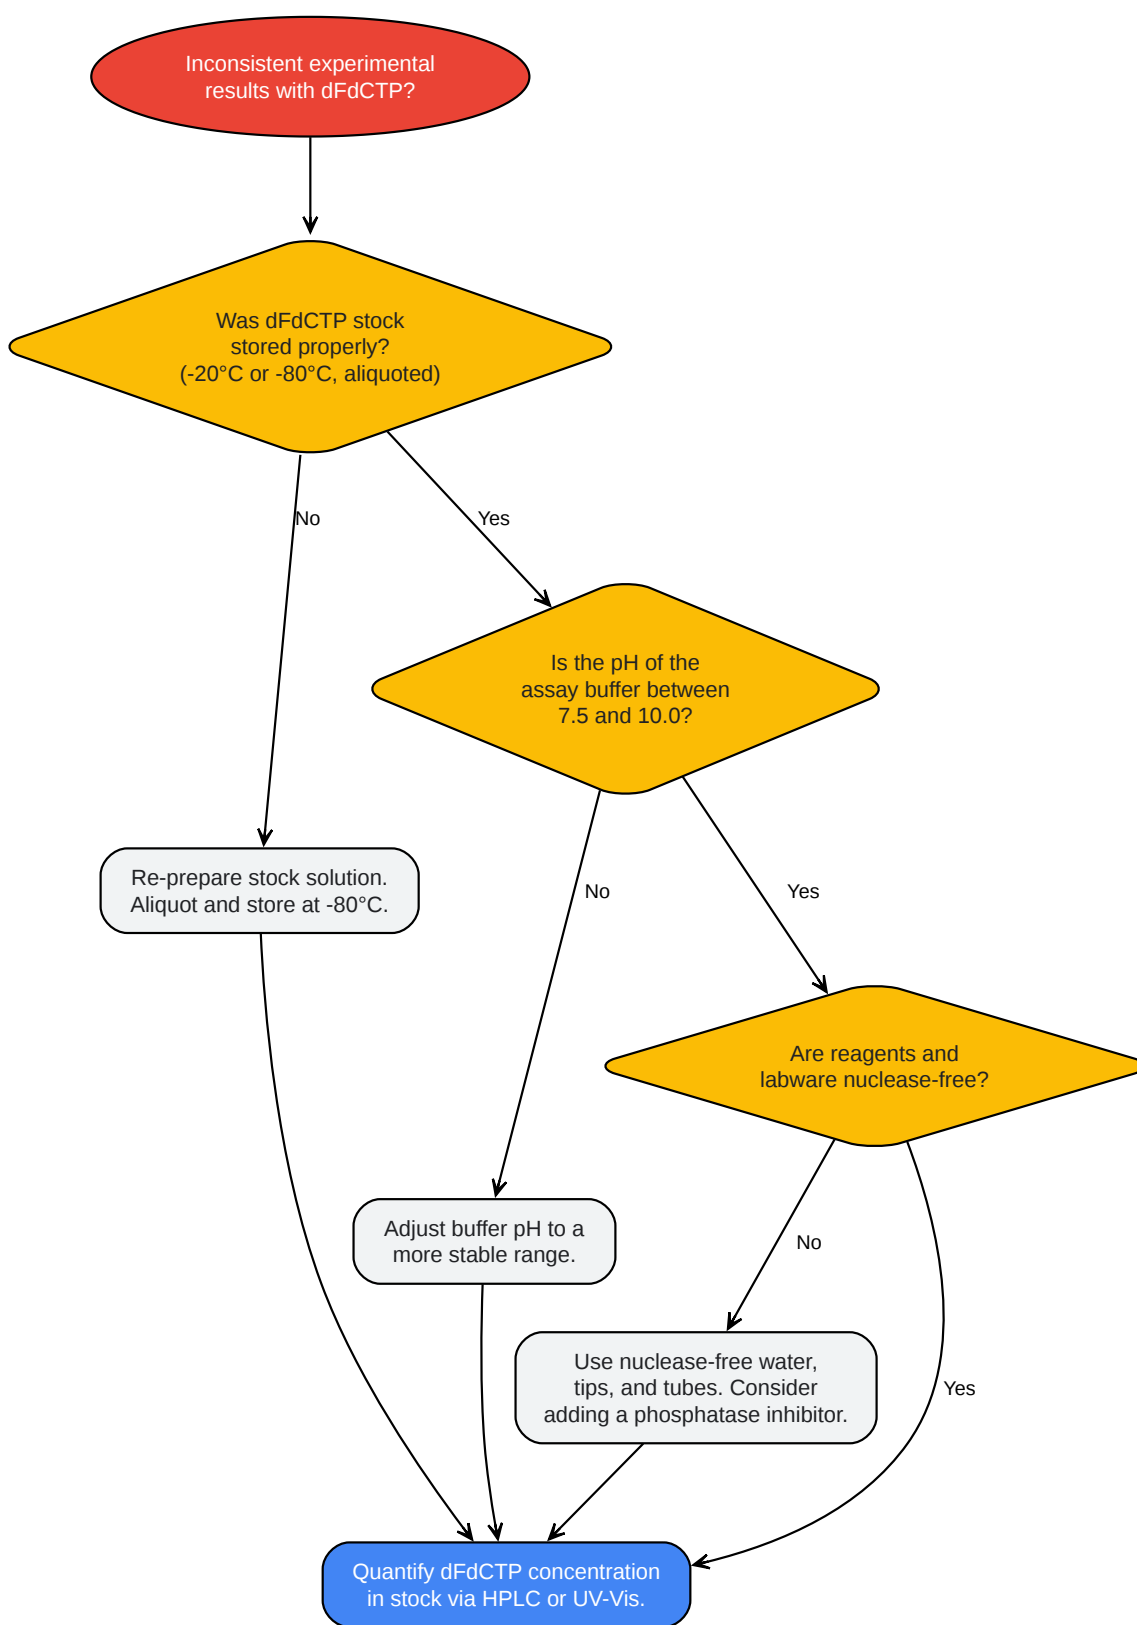 Inconsistent experimental
results with dFdCTP?
Was dFdCTP stock
stored properly?
(-20°C or -80°C, aliquoted)
No
Yes
Is the pH of the
assay buffer between
7.5 and 10.0?
Re-prepare stock solution.
Aliquot and store at -80°C.
No
Yes
Are reagents and
labware nuclease-free?
Adjust buffer pH to a
more stable range.
No
Use nuclease-free water,
tips, and tubes. Consider
adding a phosphatase inhibitor.
Yes
Quantify dFdCTP concentration
in stock via HPLC or UV-Vis.